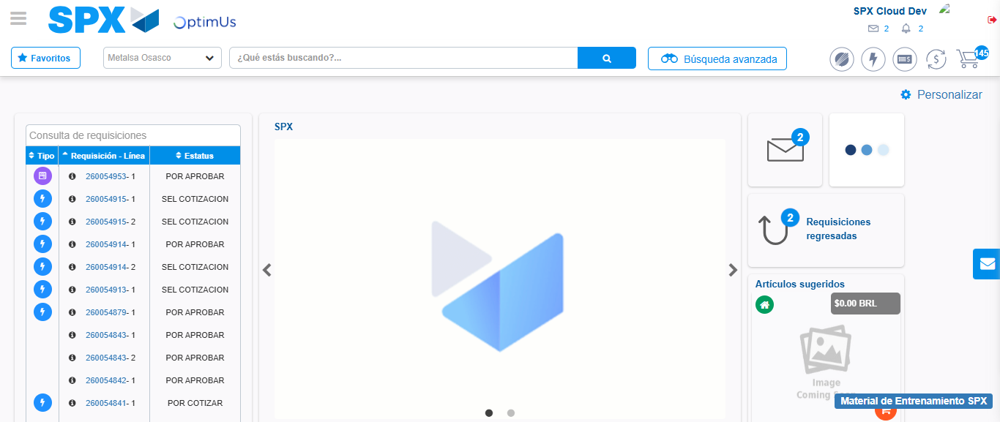 SPX OptimUs
SPX Cloud Dev
2 2
Favoritos
Metalsa Osasco
¿Qué estás buscando?...
Búsqueda avanzada
$
145
Personalizar
Consulta de requisiciones
Tipo Requisición - Línea Estatus
260054953- 1 POR APROBAR
260054915- 1 SEL COTIZACION
260054915- 2 SEL COTIZACION
260054914- 1 POR APROBAR
260054914- 2 SEL COTIZACION
260054913- 1 SEL COTIZACION
260054879- 1 POR APROBAR
260054843- 1 POR APROBAR
260054843- 2 POR APROBAR
260054842- 1 POR APROBAR
260054841- 1 POR COTIZAR
SPX
2
2
Requisiciones
regresadas
Artículos sugeridos
$0.00 BRL
Image
Coming
Material de Entrenamiento SPX